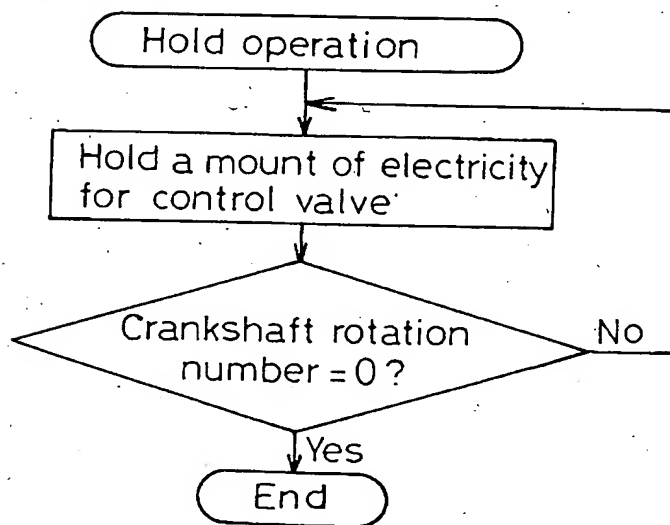 Hold operation
Hold a mount of electricity
for control valve
Crankshaft rotation
number = 0 ?
No
Yes
End